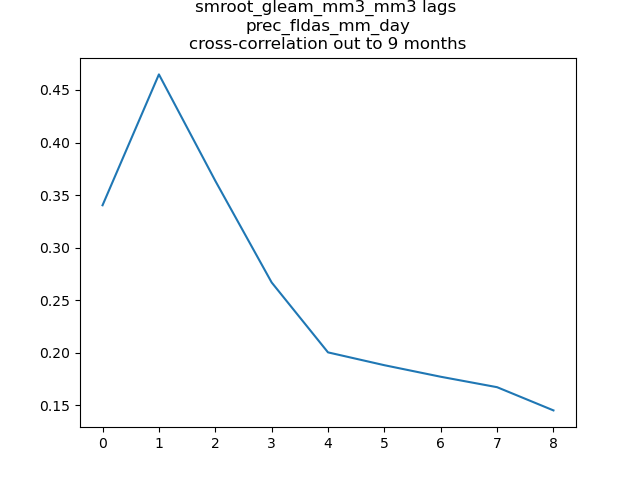 smroot_gleam_mm3_mm3 lags
prec_fldas_mm_day
cross-correlation out to 9 months
0.45
0.40
0.35
0.30
0.25
0.20
0.15
0 1 2 3 4 5 6 7 8